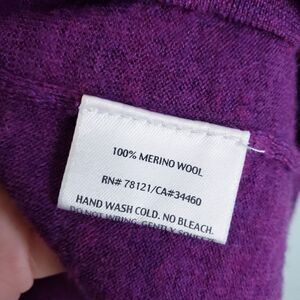 100% MERINO WOOL
RN# 78121/CA#34460
HAND WASH COLD. NO BLEACH.
DO NOT WRING. GENTLY